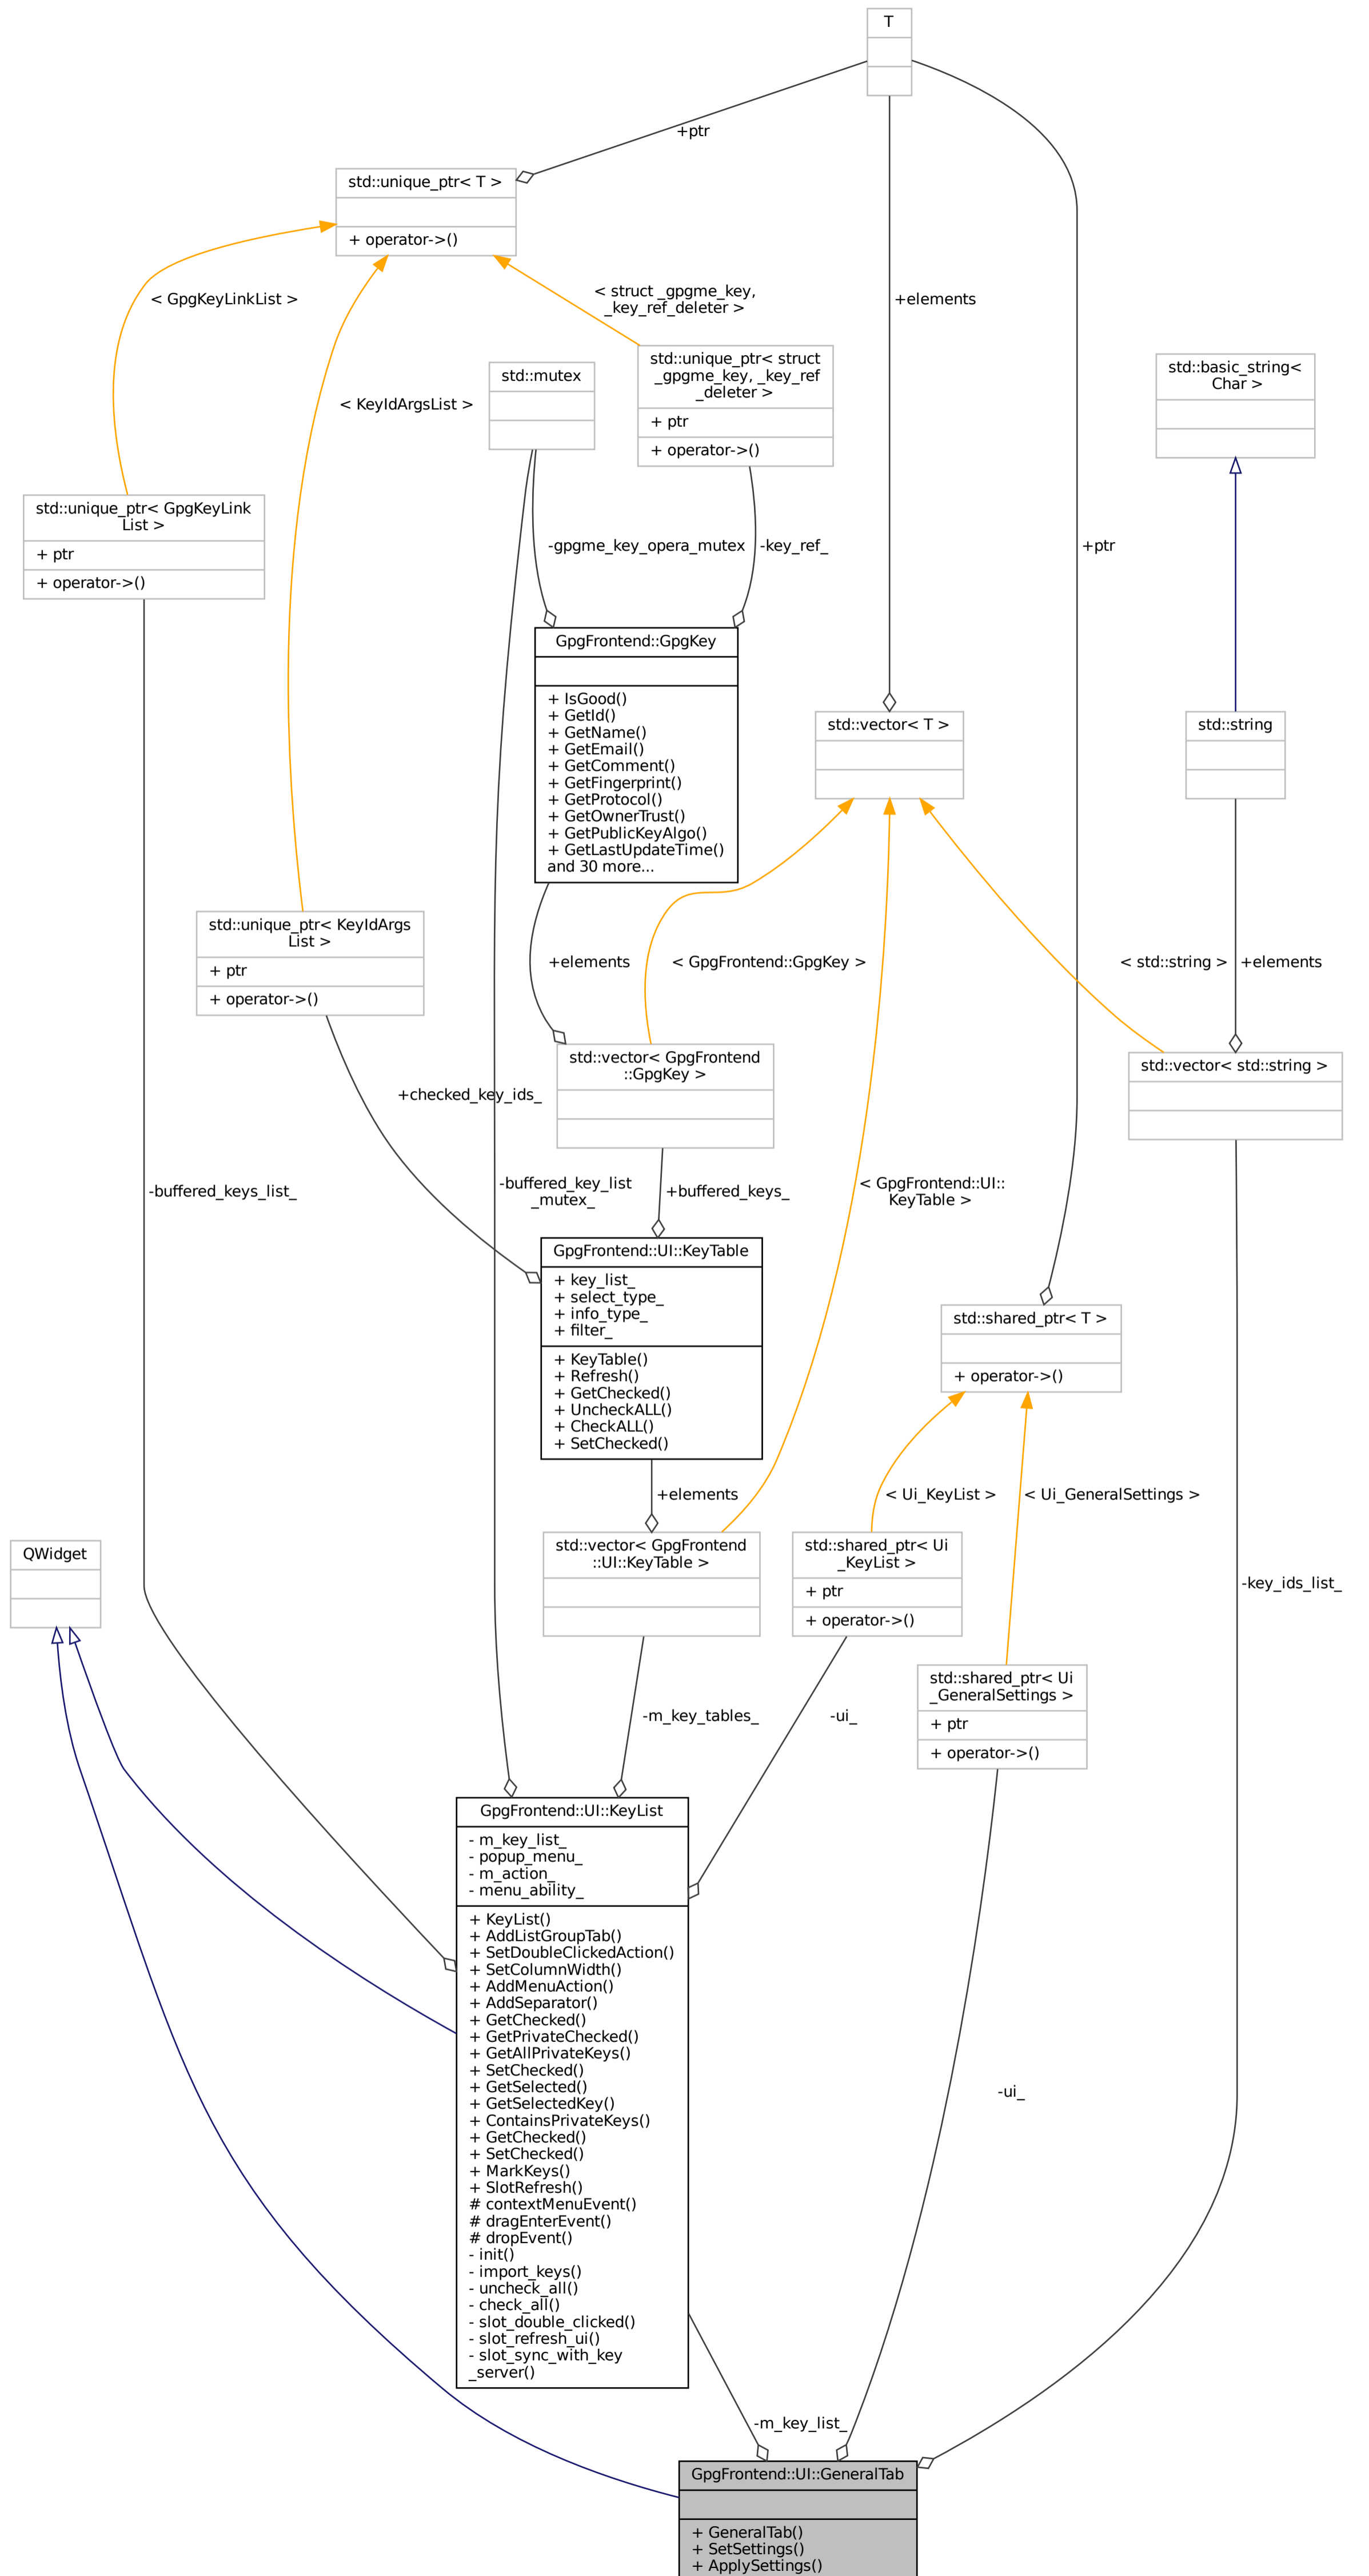 T
+ptr
std::unique_ptr< T >
+ operator->()
< GpgKeyLinkList >
< struct _gpgme_key,
_key_ref_deleter >
+elements
std::unique_ptr< struct
_gpgme_key, _key_ref
_deleter >
+ ptr
+ operator->()
std::mutex
std::basic_string<
Char >
< KeyIdArgsList >
std::unique_ptr< GpgKeyLink
List >
+ ptr
+ operator->()
-gpgme_key_opera_mutex
-key_ref_
+ptr
GpgFrontend::GpgKey
+ IsGood()
+ GetId()
+ GetName()
+ GetEmail()
+ GetComment()
+ GetFingerprint()
+ GetProtocol()
+ GetOwnerTrust()
+ GetPublicKeyAlgo()
+ GetLastUpdateTime()
and 30 more...
std::vector< T >
std::string
std::unique_ptr< KeyIdArgs
List >
+ ptr
+ operator->()
+elements
< GpgFrontend::GpgKey >
< std::string >
+elements
std::vector< GpgFrontend
::GpgKey >
std::vector< std::string >
+checked_key_ids_
-buffered_keys_list_
-buffered_key_list
_mutex_
+buffered_keys_
< GpgFrontend::UI::
KeyTable >
GpgFrontend::UI::KeyTable
+ key_list_
+ select_type_
+ info_type_
+ filter_
+ KeyTable()
+ Refresh()
+ GetChecked()
+ UncheckALL()
+ CheckALL()
+ SetChecked()
std::shared_ptr< T >
+ operator->()
+elements
< Ui_KeyList >
< Ui_GeneralSettings >
QWidget
std::vector< GpgFrontend
::UI::KeyTable >
std::shared_ptr< Ui
_KeyList >
+ ptr
+ operator->()
-key_ids_list_
std::shared_ptr< Ui
_GeneralSettings >
+ ptr
+ operator->()
-m_key_tables_
-ui_
GpgFrontend::UI::KeyList
- m_key_list_
- popup_menu_
- m_action_
- menu_ability_
+ KeyList()
+ AddListGroupTab()
+ SetDoubleClickedAction()
+ SetColumnWidth()
+ AddMenuAction()
+ AddSeparator()
+ GetChecked()
+ GetPrivateChecked()
+ GetAllPrivateKeys()
+ SetChecked()
+ GetSelected()
+ GetSelectedKey()
+ ContainsPrivateKeys()
+ GetChecked()
+ SetChecked()
+ MarkKeys()
+ SlotRefresh()
# contextMenuEvent()
# dragEnterEvent()
# dropEvent()
- init()
- import_keys()
- uncheck_all()
- check_all()
- slot_double_clicked()
- slot_refresh_ui()
- slot_sync_with_key
_server()
-ui_
-m_key_list_
GpgFrontend::UI::GeneralTab
+ GeneralTab()
+ SetSettings()
+ ApplySettings()